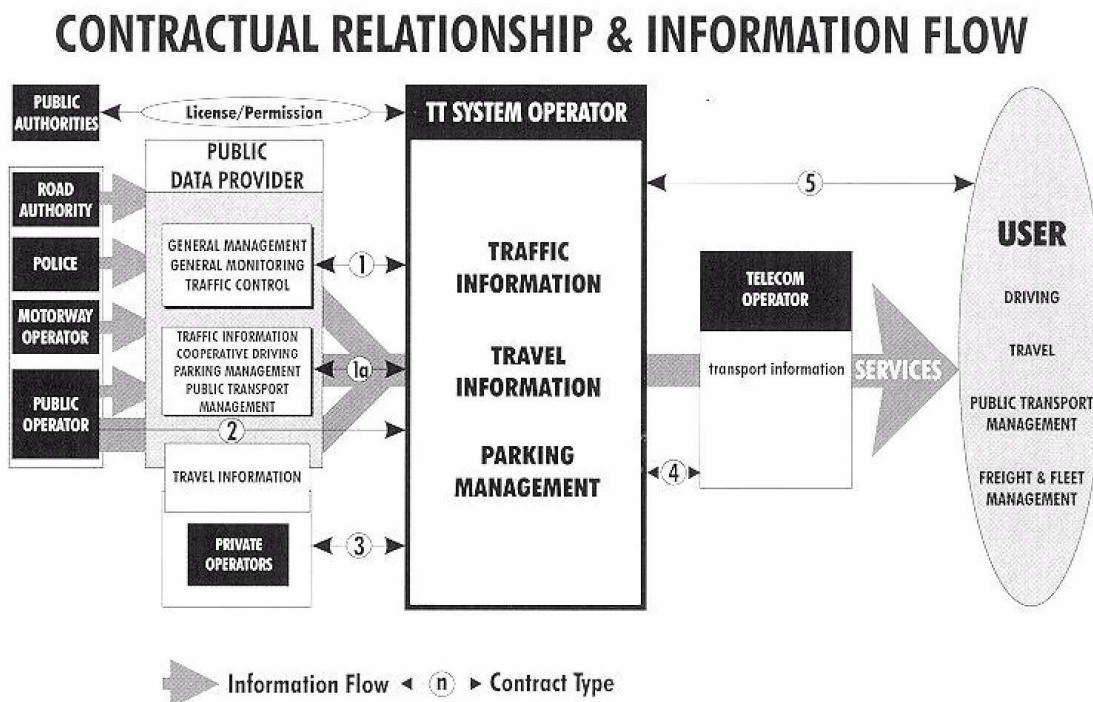 CONTRACTUAL RELATIONSHIP & INFORMATION FLOW
PUBLIC
AUTHORITIES
License/Permission
TT SYSTEM OPERATOR
PUBLIC
DATA PROVIDER
ROAD
AUTHORITY
POLICE
MOTORWAY
OPERATOR
PUBLIC
OPERATOR
GENERAL MANAGEMENT
GENERAL MONITORING
TRAFFIC CONTROL
1
TRAFFIC INFORMATION
COOPERATIVE DRIVING
PARKING MANAGEMENT
PUBLIC TRANSPORT
MANAGEMENT
1a
2
TRAVEL INFORMATION
PRIVATE
OPERATORS
3
TRAFFIC
INFORMATION
TRAVEL
INFORMATION
PARKING
MANAGEMENT
5
TELECOM
OPERATOR
transport information
4
SERVICES
USER
DRIVING
TRAVEL
PUBLIC TRANSPORT
MANAGEMENT
FREIGHT & FLEET
MANAGEMENT
Information Flow
n
Contract Type